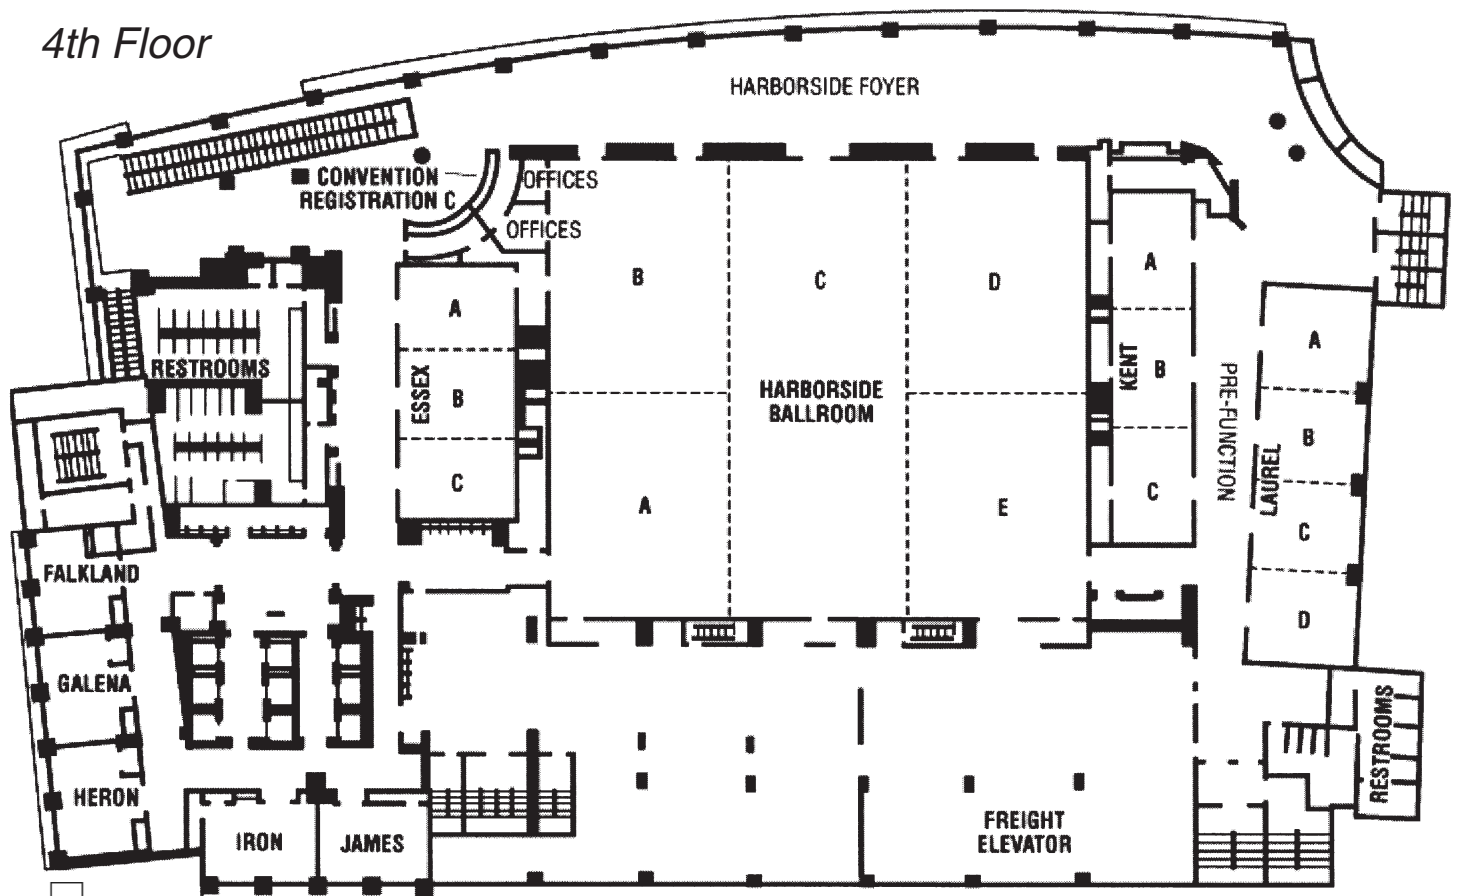 4th Floor
HARBORSIDE FOYER
CONVENTION
REGISTRATION C
OFFICES
OFFICES
B
C
D
A
A
A
RESTROOMS
ESSEX
B
HARBORSIDE
BALLROOM
KENT
B
PRE-FUNCTION
LAUREL
B
C
A
E
C
C
D
FALKLAND
GALENA
HERON
IRON
JAMES
FREIGHT
ELEVATOR
RESTROOMS